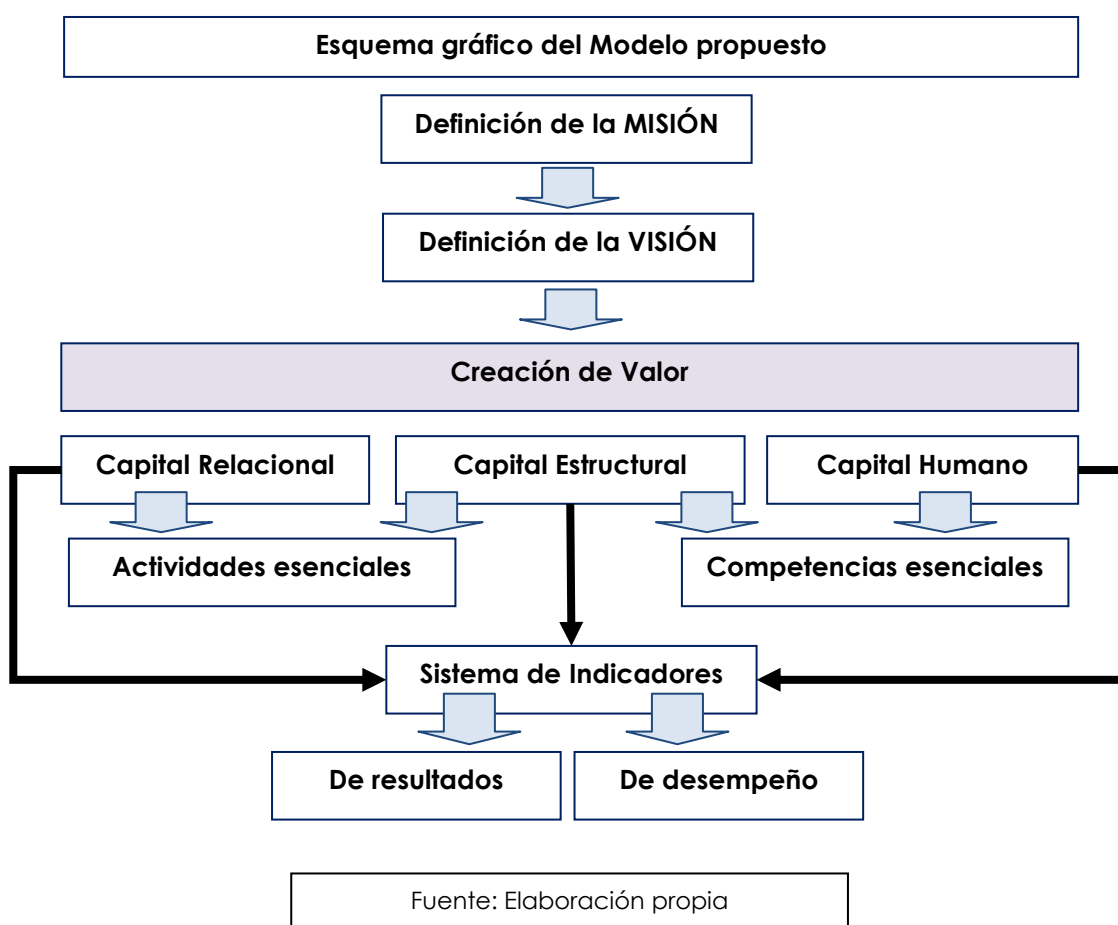 Esquema gráfico del Modelo propuesto
Definición de la MISIÓN
Definición de la VISIÓN
Creación de Valor
Capital Relacional
Capital Estructural
Capital Humano
Actividades esenciales
Competencias esenciales
Sistema de Indicadores
De resultados
De desempeño
Fuente: Elaboración propia